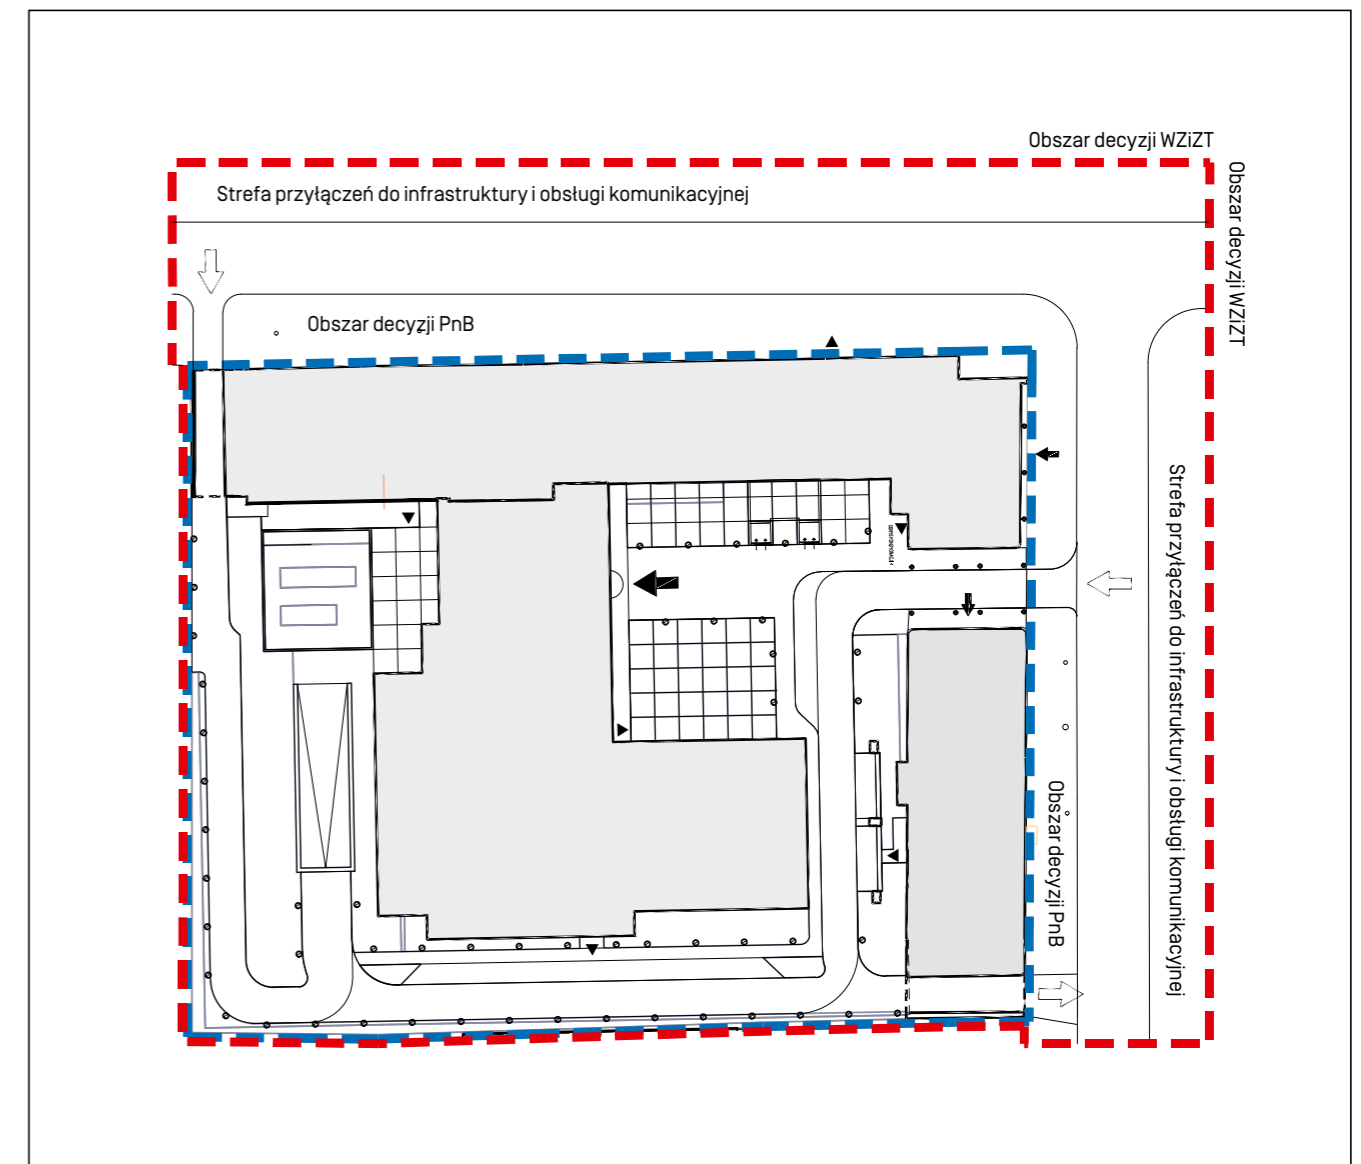 Obszar decyzji WZiZT
Obszar decyzji WZiZT
Strefa przyłączeń do infrastruktury i obsługi komunikacyjnej
Obszar decyzji PnB
Strefa przyłączeń do infrastruktury i obsługi komunikacyjnej
Obszar decyzji PnB